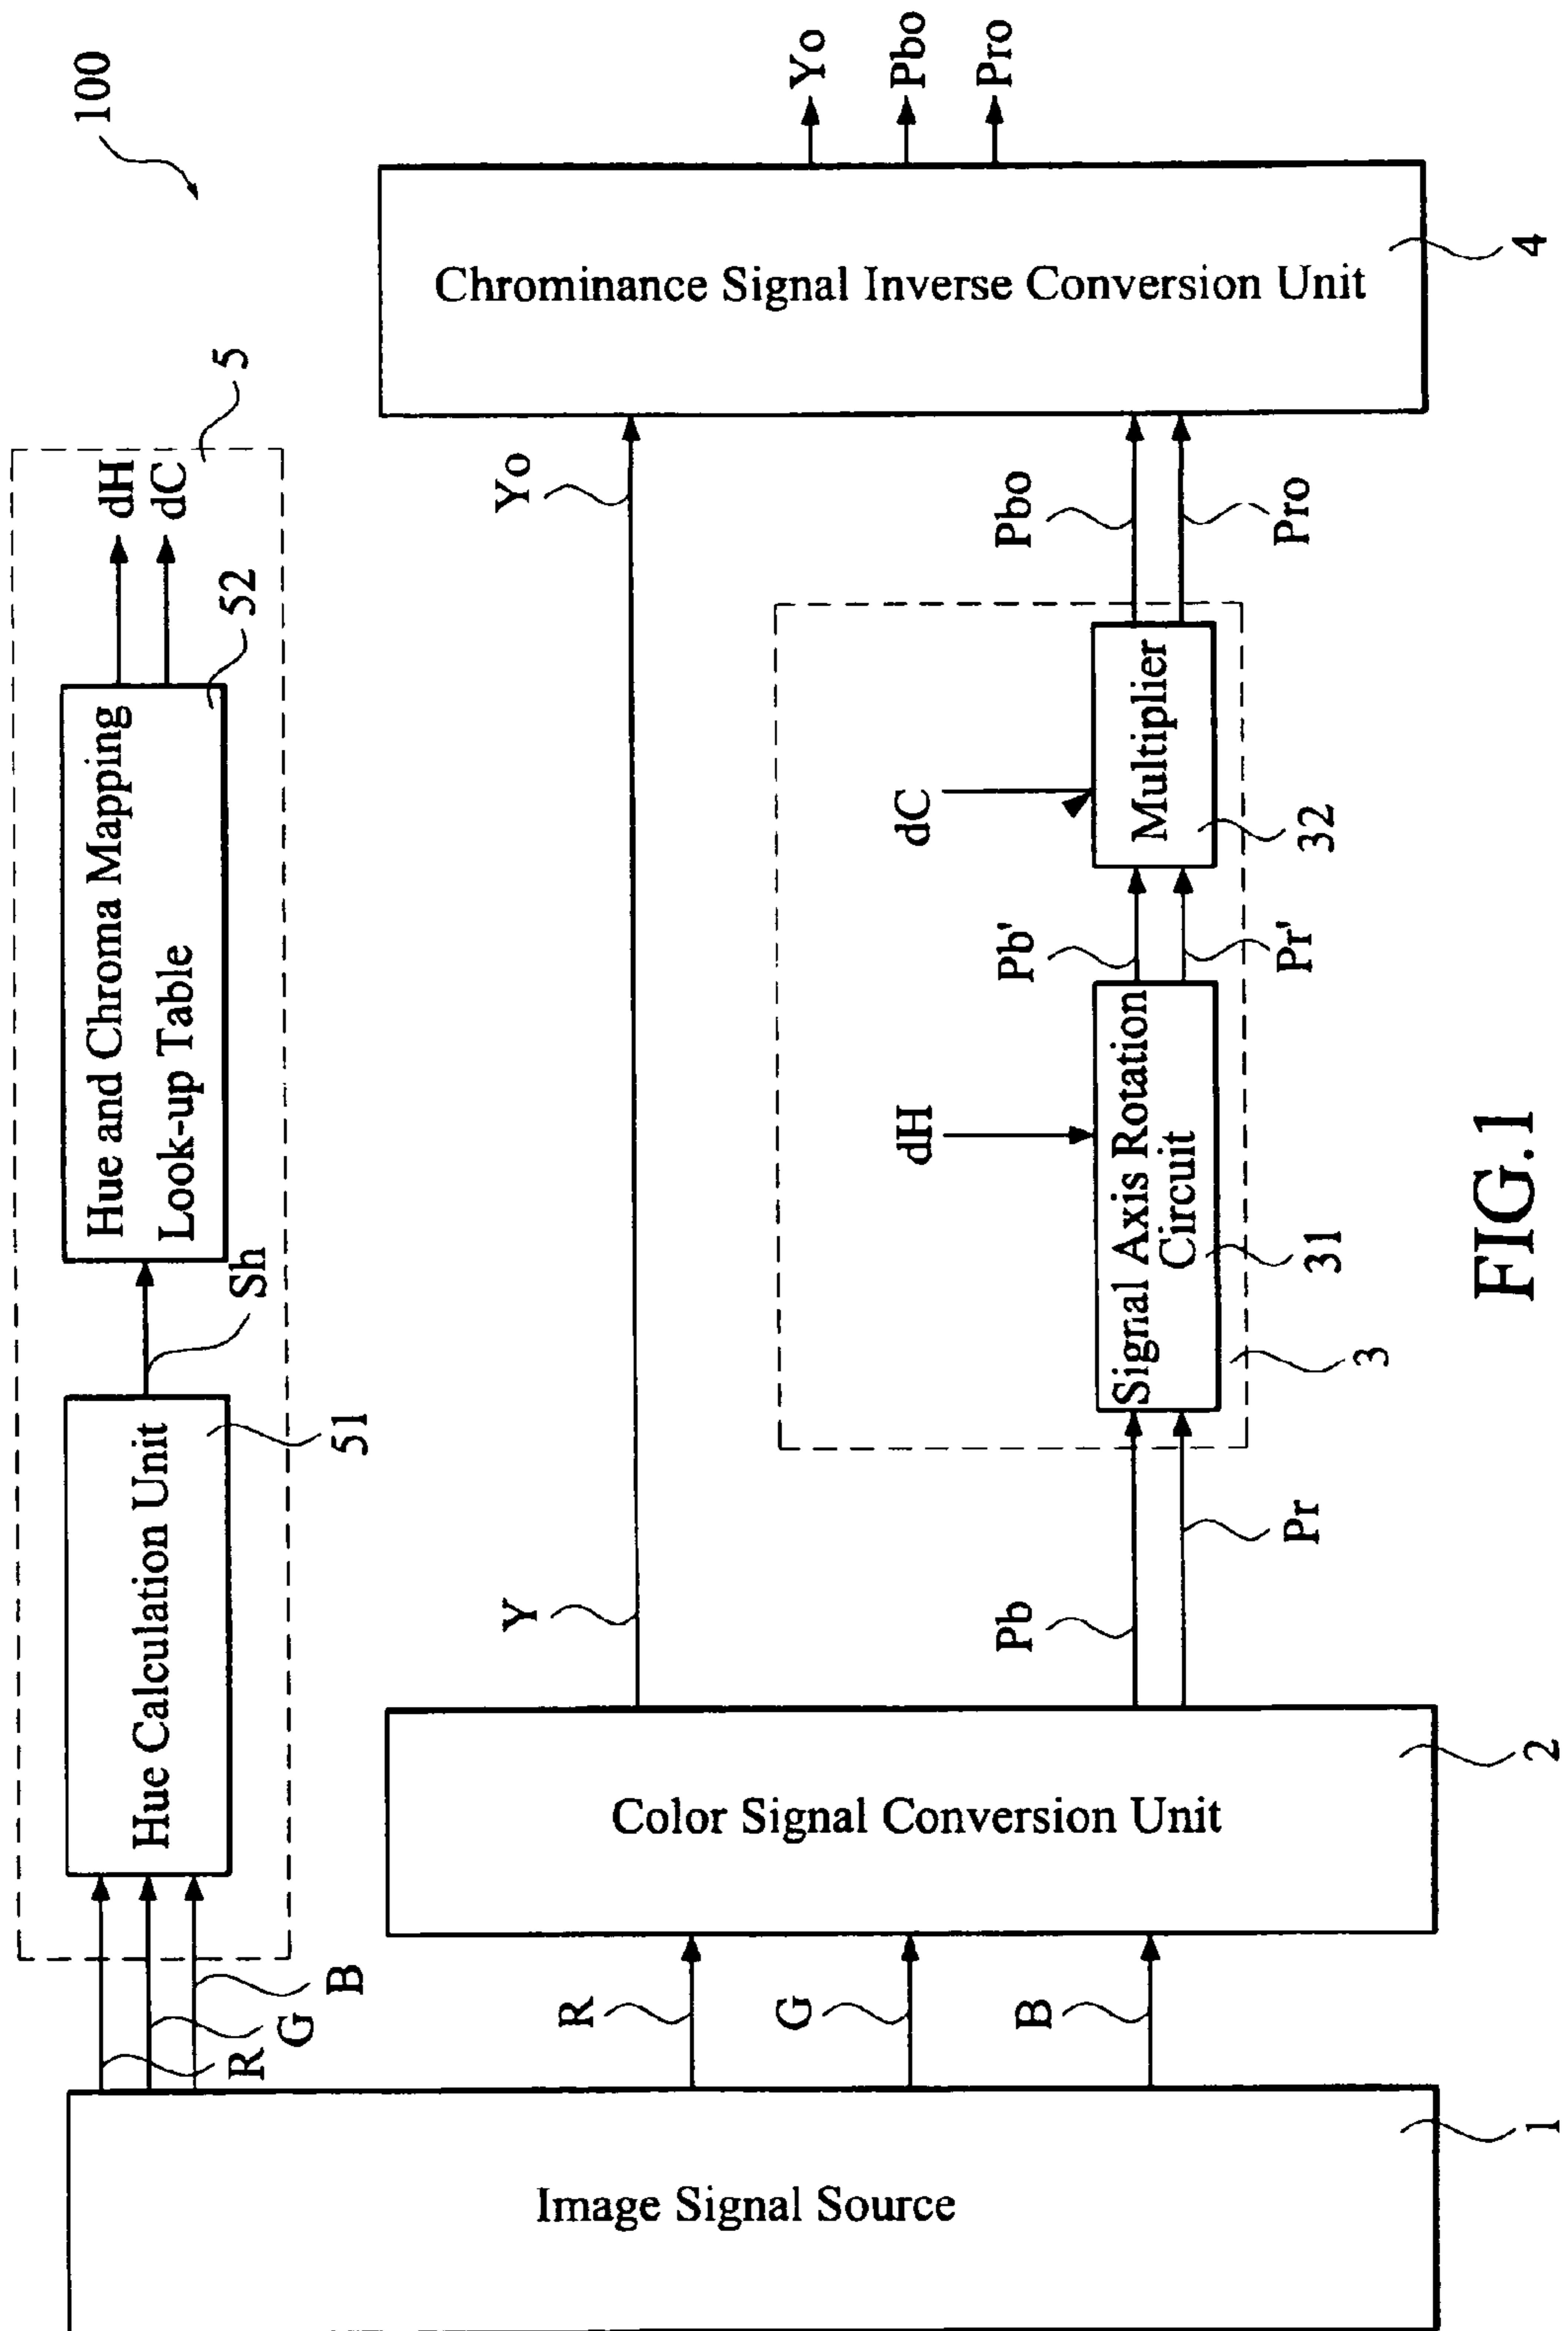 100
5
R
G
B
Hue Calculation Unit
51
Sh
Hue and Chroma Mapping
Look-up Table
52
dH
dC
Image Signal Source
1
R
G
B
Color Signal Conversion Unit
2
Y
Yo
Pb
Pr
dH
Signal Axis Rotation
Circuit
31
3
Pb'
Pr'
dC
Multiplier
32
Pbo
Pro
Chrominance Signal Inverse Conversion Unit
4
Yo
Pbo
Pro
FIG.1